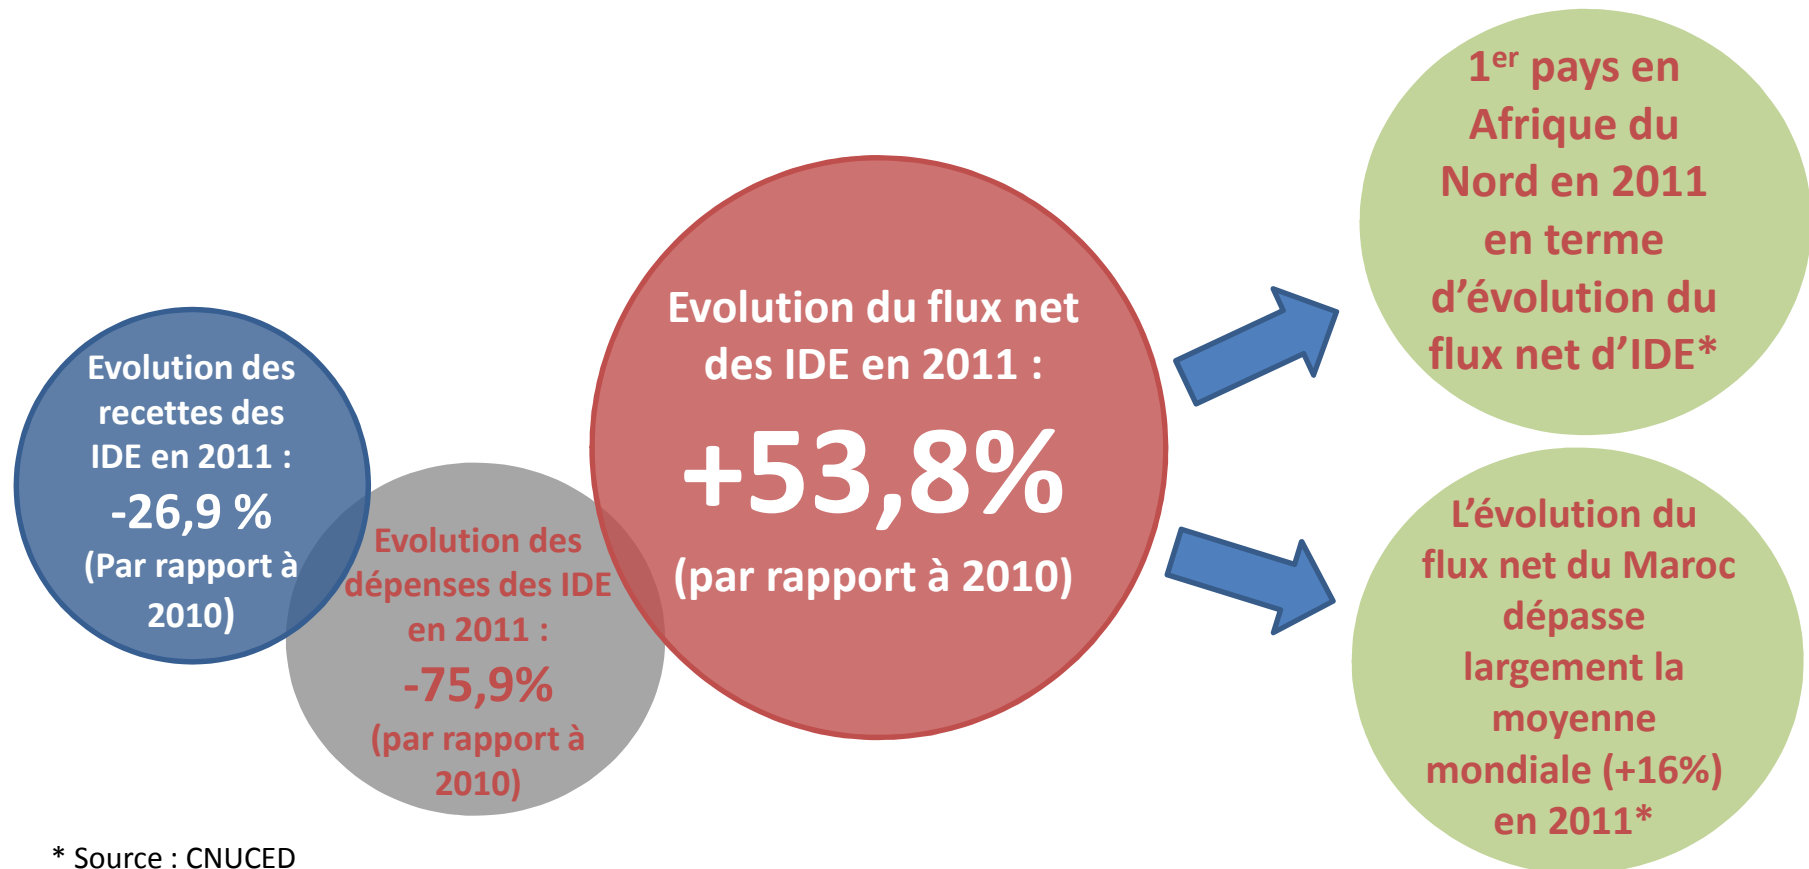 Evolution des
recettes des
IDE en 2011 :
-26,9 %
(Par rapport à
2010)
Evolution des
dépenses des IDE
en 2011 :
-75,9%
(par rapport à
2010)
Evolution du flux net
des IDE en 2011 :
+53,8%
(par rapport à 2010)
1er pays en
Afrique du
Nord en 2011
en terme
d’évolution du
flux net d’IDE*
L’évolution du
flux net du Maroc
dépasse
largement la
moyenne
mondiale (+16%)
en 2011*
* Source : CNUCED